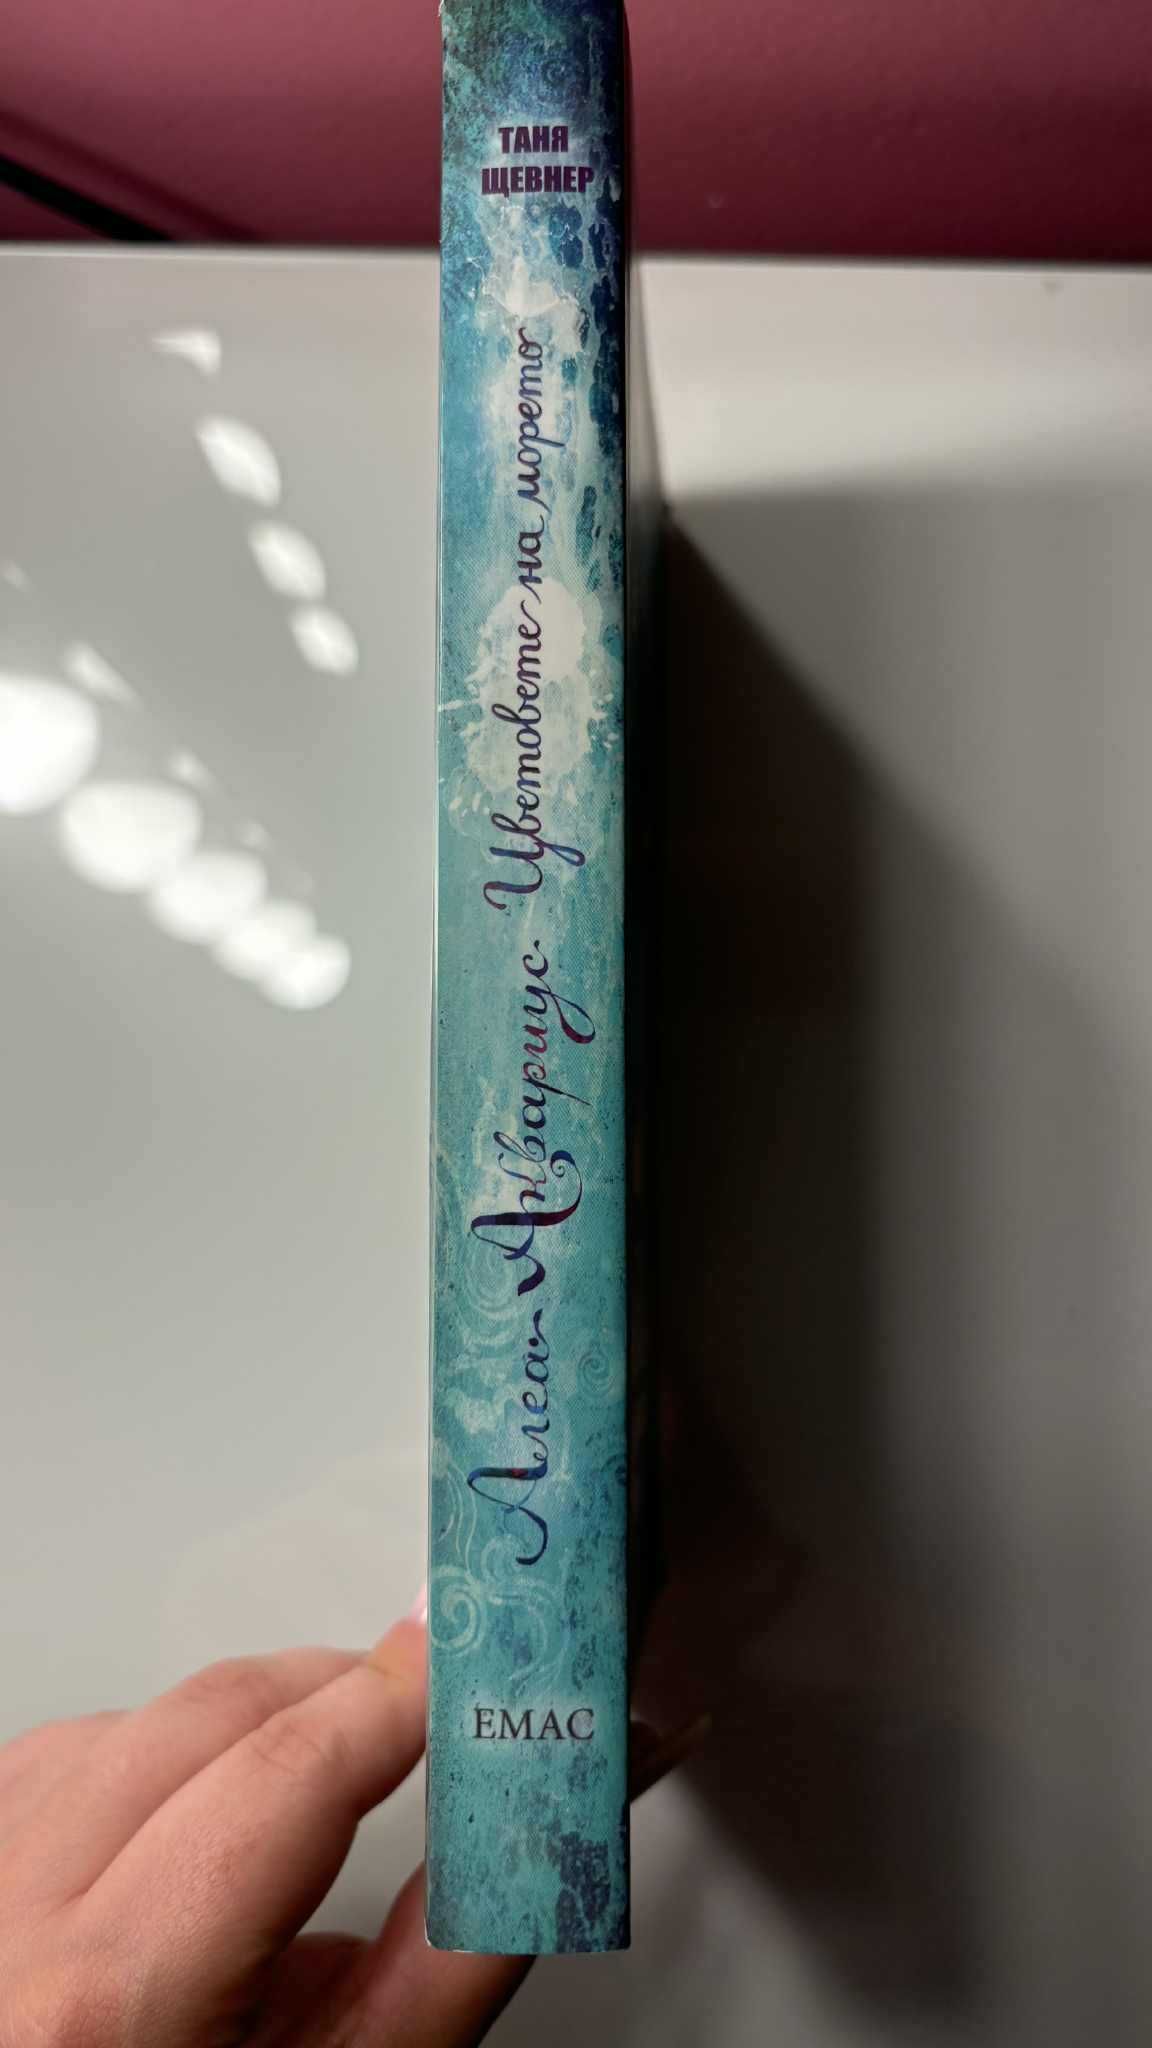 ТАНЯ
ЩЕВНЕР
Алеа Аквариус Цветовете на морето
ЕМАС